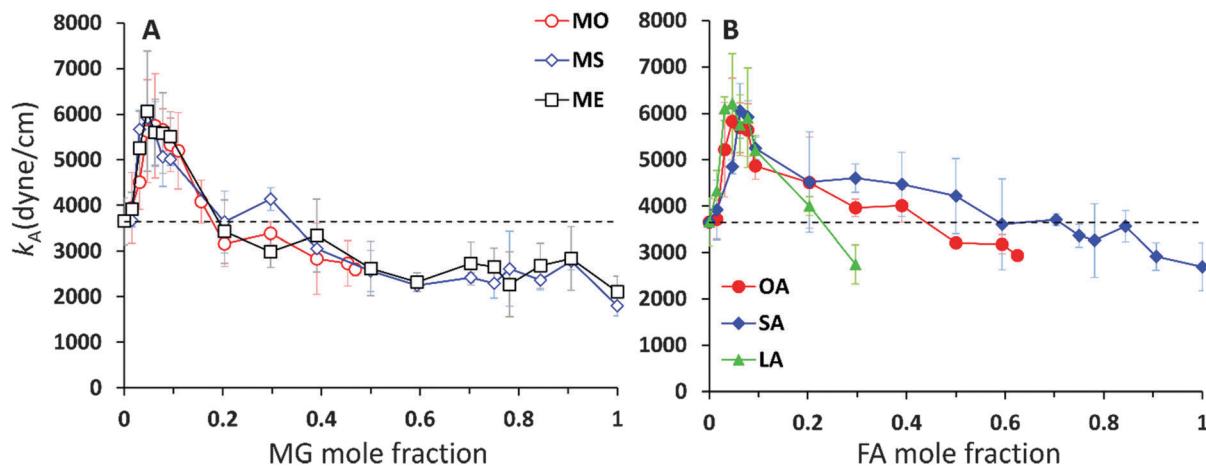 A
MO
MS
ME
8000
7000
6000
5000
4000
3000
2000
1000
0
kA(dyne/cm)
0 0.2 0.4 0.6 0.8 1
MG mole fraction
B
8000
7000
6000
5000
4000
3000
2000
1000
0
OA
SA
LA
0 0.2 0.4 0.6 0.8 1
FA mole fraction